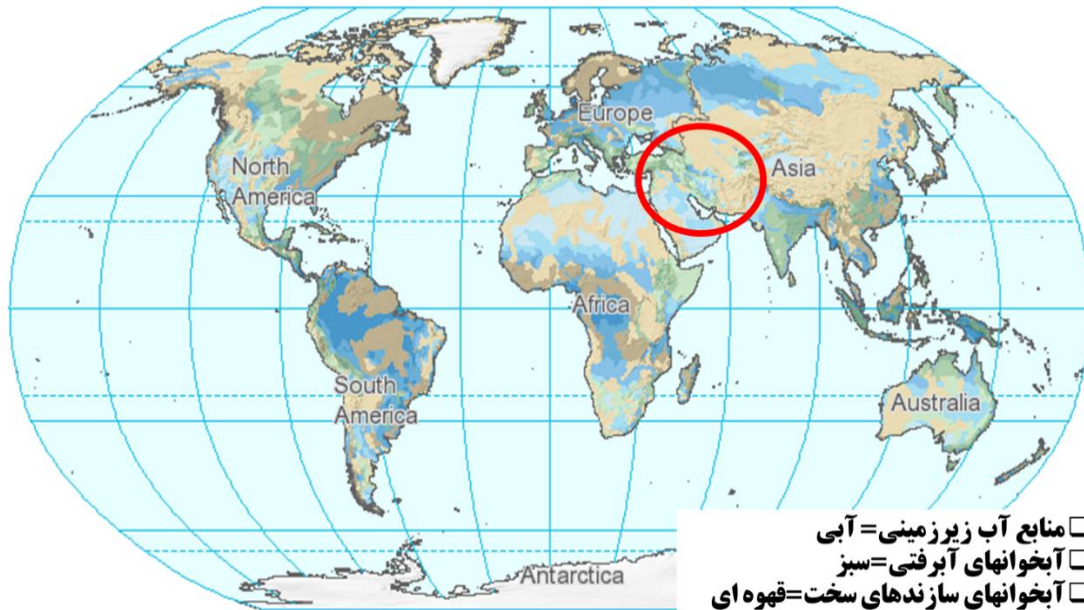 Europe
Asia
North
America
Africa
South
America
Australia
Antarctica
□منابع آب زیرزمینی=آبی
□آبخوانهای آبرفتی=سبز
□آبخوانهای سازندهای سخت=قهوه ای